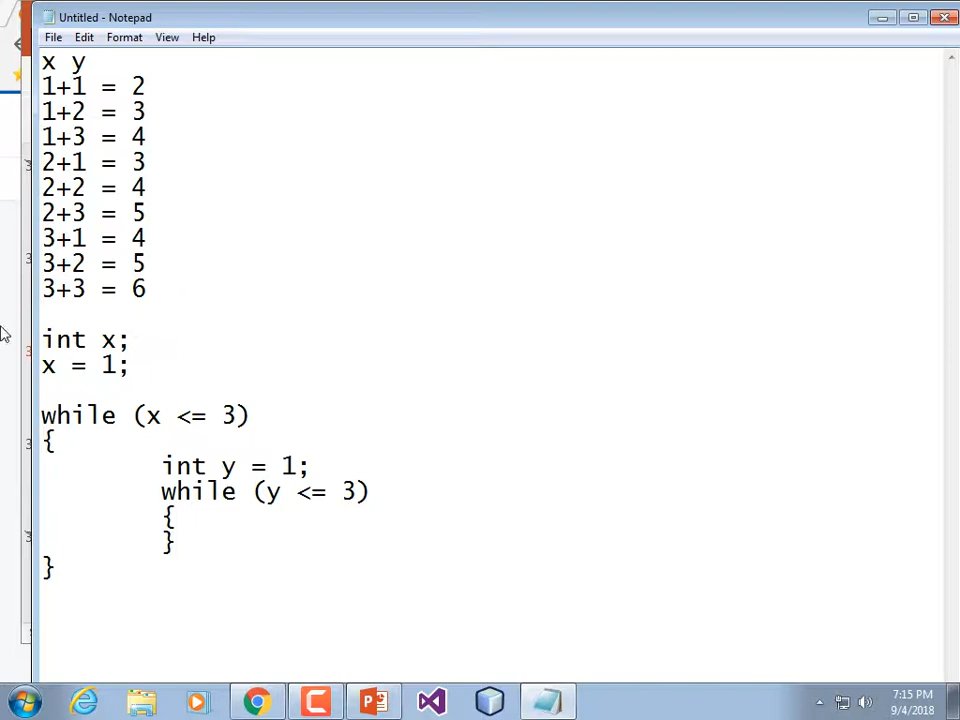 Untitled - Notepad
File Edit Format View Help
x y
1+1 = 2
1+2 = 3
1+3 = 4
2+1 = 3
2+2 = 4
2+3 = 5
3+1 = 4
3+2 = 5
3+3 = 6
int x;
x = 1;
while (x <= 3)
{
int y = 1;
while (y <= 3)
{
}
}
7:15 PM
9/4/2018